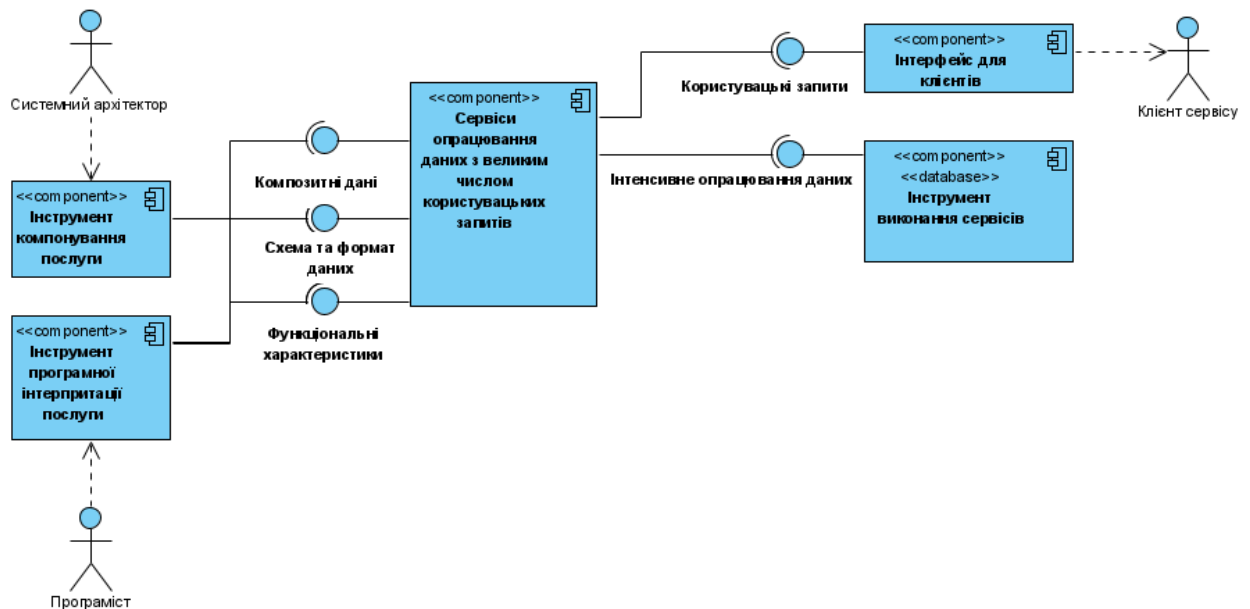 Системний архітектор
<<component>>
Інструмент
компонування
послуги
<<component>>
Інструмент
програмної
інтерпритації
послуги
Програміст
Композитні дані
Схема та формат
даних
Функціональні
характеристики
<<component>>
Сервіси
опрацювання
даних з великим
числом
користувацьких
запитів
Користувацькі запити
Інтенсивне опрацювання даних
<<component>>
Інтерфейс для
клієнтів
<<component>>
<<database>>
Інструмент
виконання сервісів
Клієнт сервісу